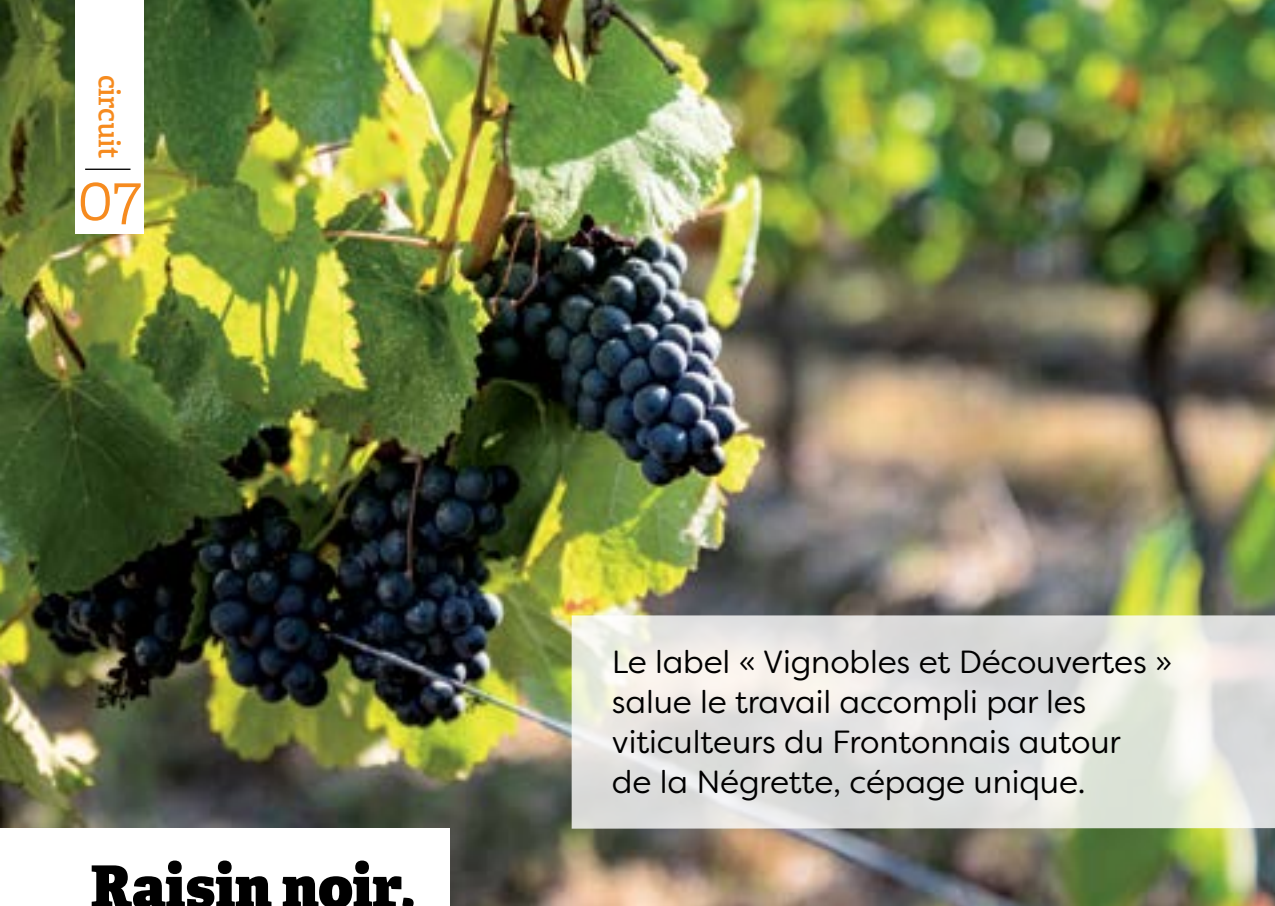 circuit
07
Le label « Vignobles et Découvertes »
salue le travail accompli par les
viticulteurs du Frontonnais autour
de la Négrette, cépage unique.
Raisin noir,